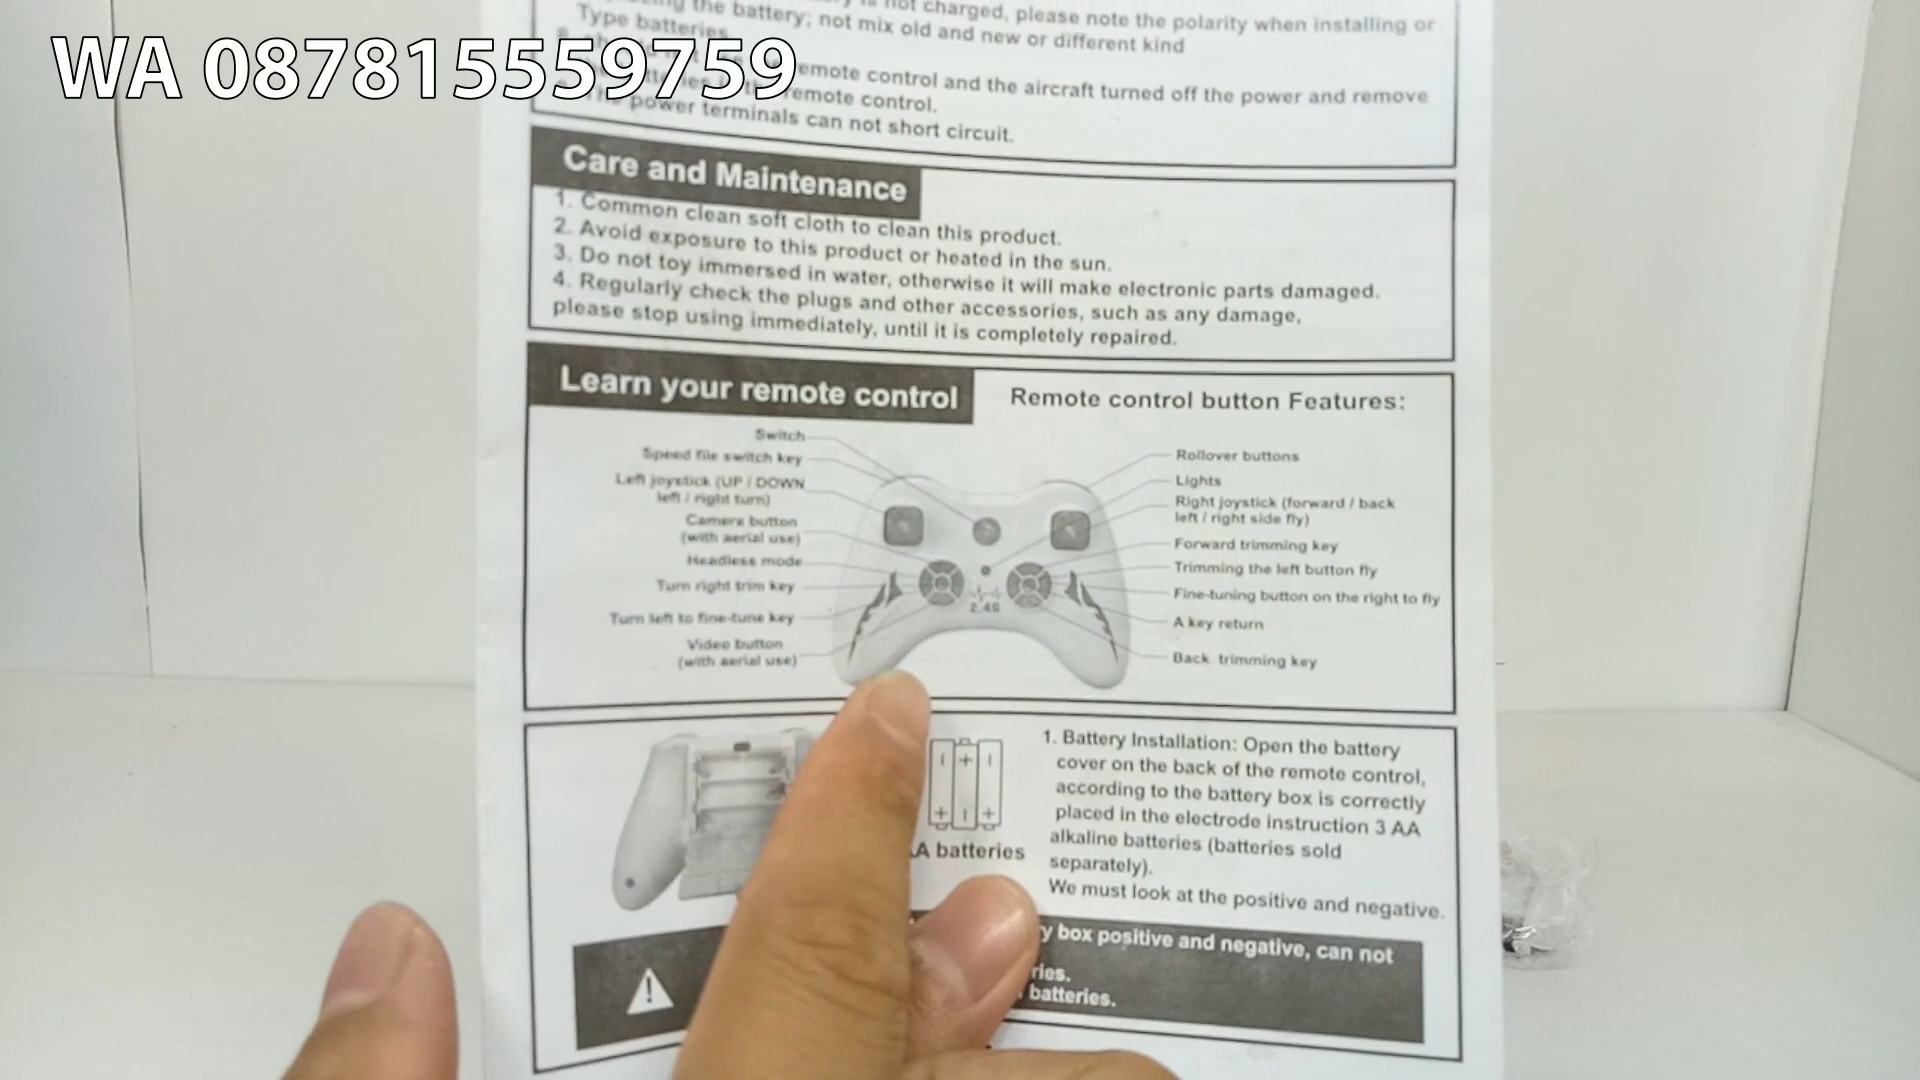 WA 087815559759
the battery, not mix old and new or different kind
not charged, please note the polarity when installing or
Type batteries.
remote control and the aircraft turned off the power and remove
remote control.
power terminals can not short circuit.
Care and Maintenance
1. Common clean soft cloth to clean this product.
2. Avoid exposure to this product or heated in the sun.
3. Do not toy immersed in water, otherwise it will make electronic parts damaged.
4. Regularly check the plugs and other accessories, such as any damage,
please stop using immediately, until it is completely repaired.
Learn your remote control
Remote control button Features:
Switch
Speed file switch key
Left joystick (UP / DOWN
left / right turn)
Camera button
(with aerial use)
Headless mode
Turn right trim key
Turn left to fine-tune key
Video button
(with aerial use)
2.4G
Rollover buttons
Lights
Right joystick (forward / back
left / right side fly)
Forward trimming key
Trimming the left button fly
Fine-tuning button on the right to fly
A key return
Back trimming key
A batteries
1. Battery Installation: Open the battery
cover on the back of the remote control,
according to the battery box is correctly
placed in the electrode instruction 3 AA
alkaline batteries (batteries sold
separately).
We must look at the positive and negative.
box positive and negative, can not
batteries.